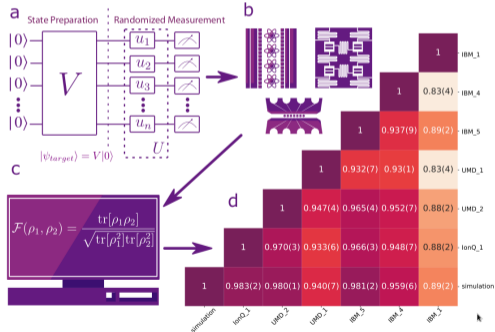 a
State Preparation
Randomized Measurement
|0⟩
|0⟩
|0⟩
|0⟩
V
u1
u2
u3
un
U
|ψtarget⟩ = V|0⟩
b
c
F(ρ1, ρ2) = tr[ρ1ρ2] / √tr[ρ1²]tr[ρ2²]
d
1 IBM_1
1 0.83(4) IBM_4
1 0.937(9) 0.89(2) IBM_5
1 0.932(7) 0.93(1) 0.83(4) UMD_1
1 0.947(4) 0.965(4) 0.952(7) 0.88(2) UMD_2
1 0.970(3) 0.933(6) 0.966(3) 0.948(7) 0.88(2) IonQ_1
1 0.983(2) 0.980(1) 0.940(7) 0.981(2) 0.959(6) 0.89(2) simulation
simulation IonQ_1 UMD_2 UMD_1 IBM_5 IBM_4 IBM_1